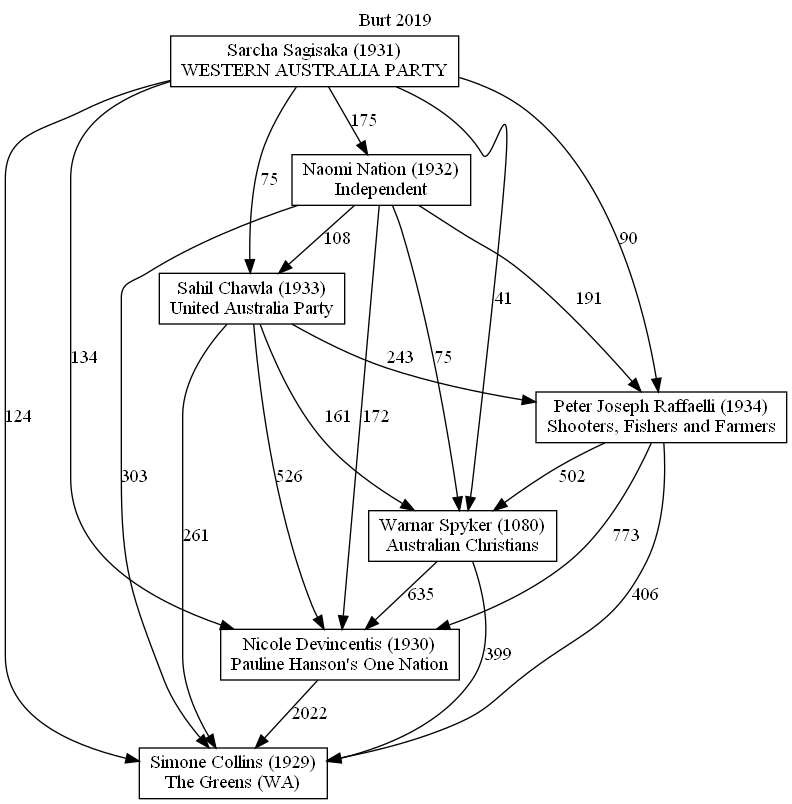 Burt 2019
Sarcha Sagisaka (1931)
WESTERN AUSTRALIA PARTY
175
Naomi Nation (1932)
Independent
75
90
108
Sahil Chawla (1933)
United Australia Party
41
191
134
243
75
124
161
172
Peter Joseph Raffaelli (1934)
Shooters, Fishers and Farmers
303
526
502
261
Warnar Spyker (1080)
Australian Christians
773
635
406
Nicole Devincentis (1930)
Pauline Hanson's One Nation
399
2022
Simone Collins (1929)
The Greens (WA)